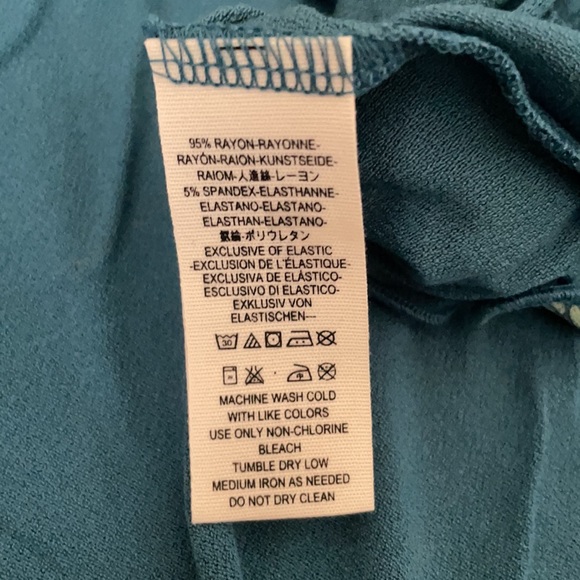 95% RAYON-RAYONNE-
RAYÓN-RAION-KUNSTSEIDE-
RAIOM-人造絲-レーヨン
5% SPANDEX-ELASTHANNE-
ELASTANO-ELASTANO-
ELASTHAN-ELASTANO-
ポリウレタン
EXCLUSIVE OF ELASTIC
-EXCLUSION DE L'ÉLASTIQUE-
EXCLUSIVA DE ELÁSTICO-
ESCLUSIVO DI ELASTICO-
EXKLUSIV VON
ELASTISCHEN---
30
MACHINE WASH COLD
WITH LIKE COLORS
USE ONLY NON-CHLORINE
BLEACH
TUMBLE DRY LOW
MEDIUM IRON AS NEEDED
DO NOT DRY CLEAN